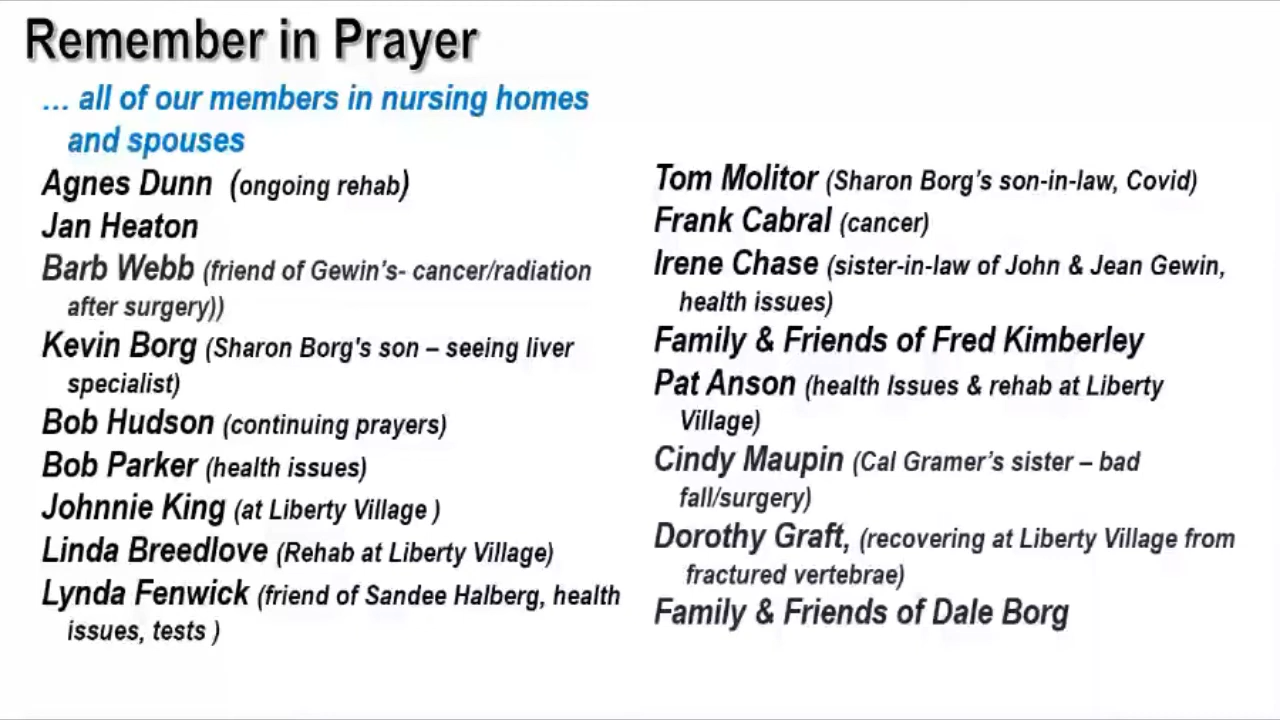 Remember in Prayer
... all of our members in nursing homes
and spouses
Agnes Dunn (ongoing rehab)
Jan Heaton
Barb Webb (friend of Gewin's- cancer/radiation
after surgery))
Kevin Borg (Sharon Borg's son – seeing liver
specialist)
Bob Hudson (continuing prayers)
Bob Parker (health issues)
Johnnie King (at Liberty Village )
Linda Breedlove (Rehab at Liberty Village)
Lynda Fenwick (friend of Sandee Halberg, health
issues, tests )
Tom Molitor (Sharon Borg's son-in-law, Covid)
Frank Cabral (cancer)
Irene Chase (sister-in-law of John & Jean Gewin,
health issues)
Family & Friends of Fred Kimberley
Pat Anson (health Issues & rehab at Liberty
Village)
Cindy Maupin (Cal Gramer's sister – bad
fall/surgery)
Dorothy Graft, (recovering at Liberty Village from
fractured vertebrae)
Family & Friends of Dale Borg